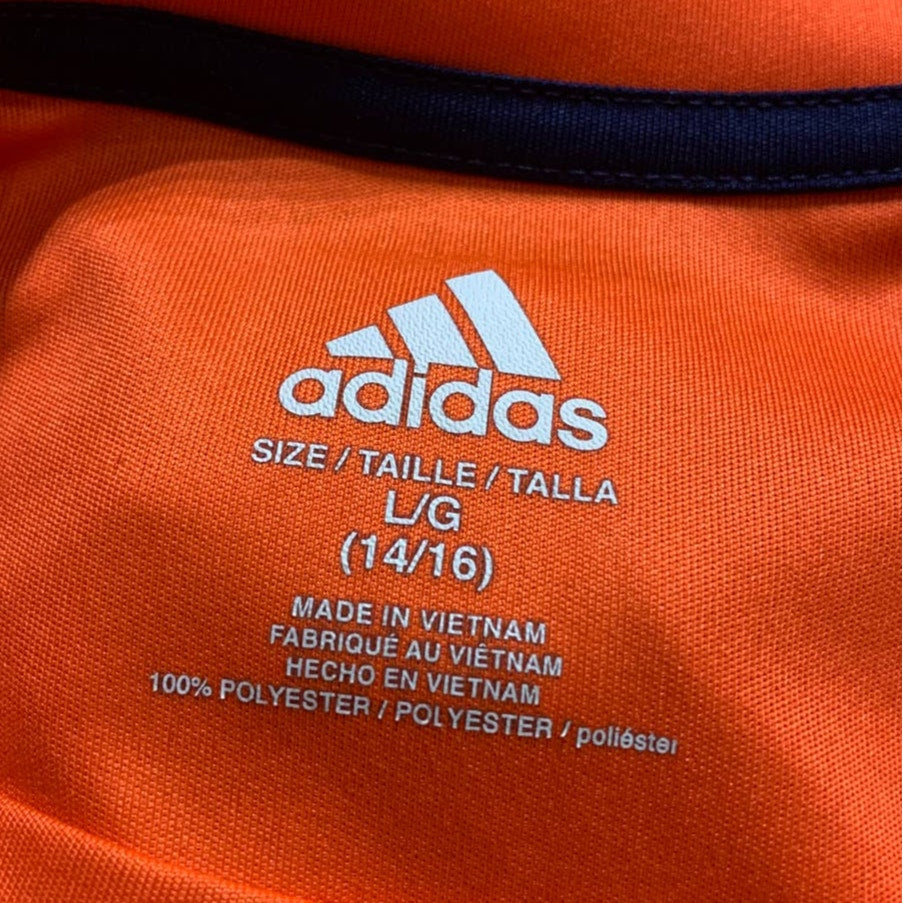 adidas
SIZE / TAILLE / TALLA
L/G
(14/16)
MADE IN VIETNAM
FABRIQUÉ AU VIÊTNAM
HECHO EN VIETNAM
100% POLYESTER / POLYESTER / poliéster